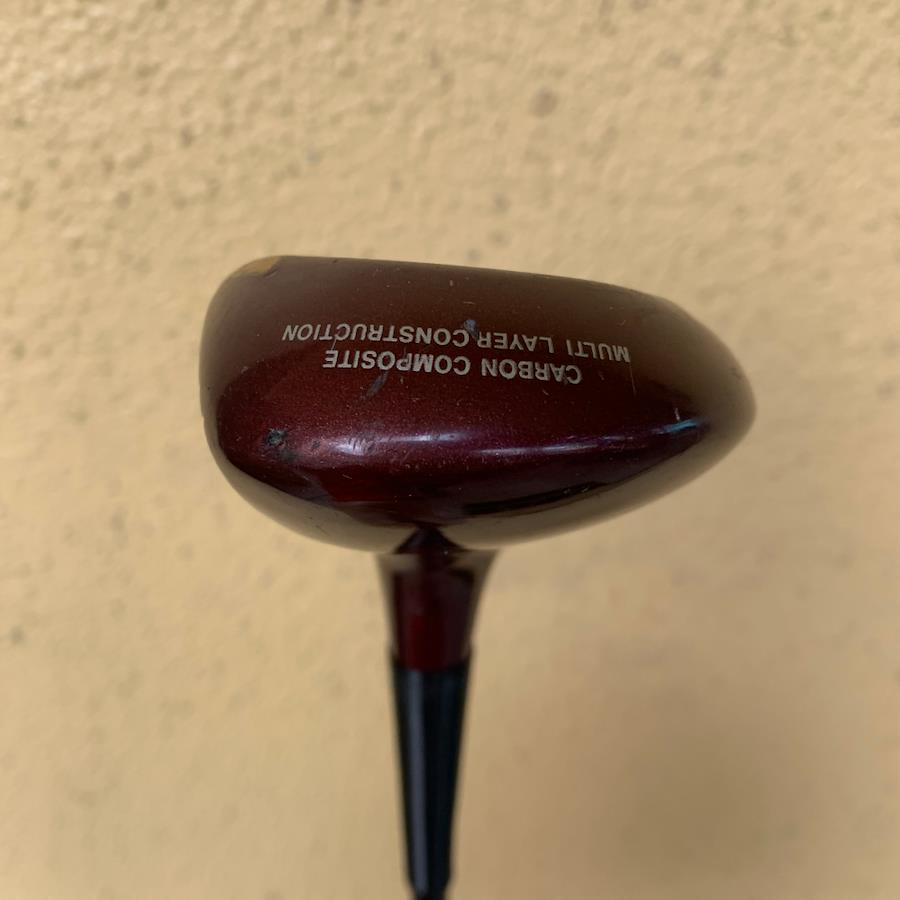 CARBON COMPOSITE
MULTI LAYER CONSTRUCTION